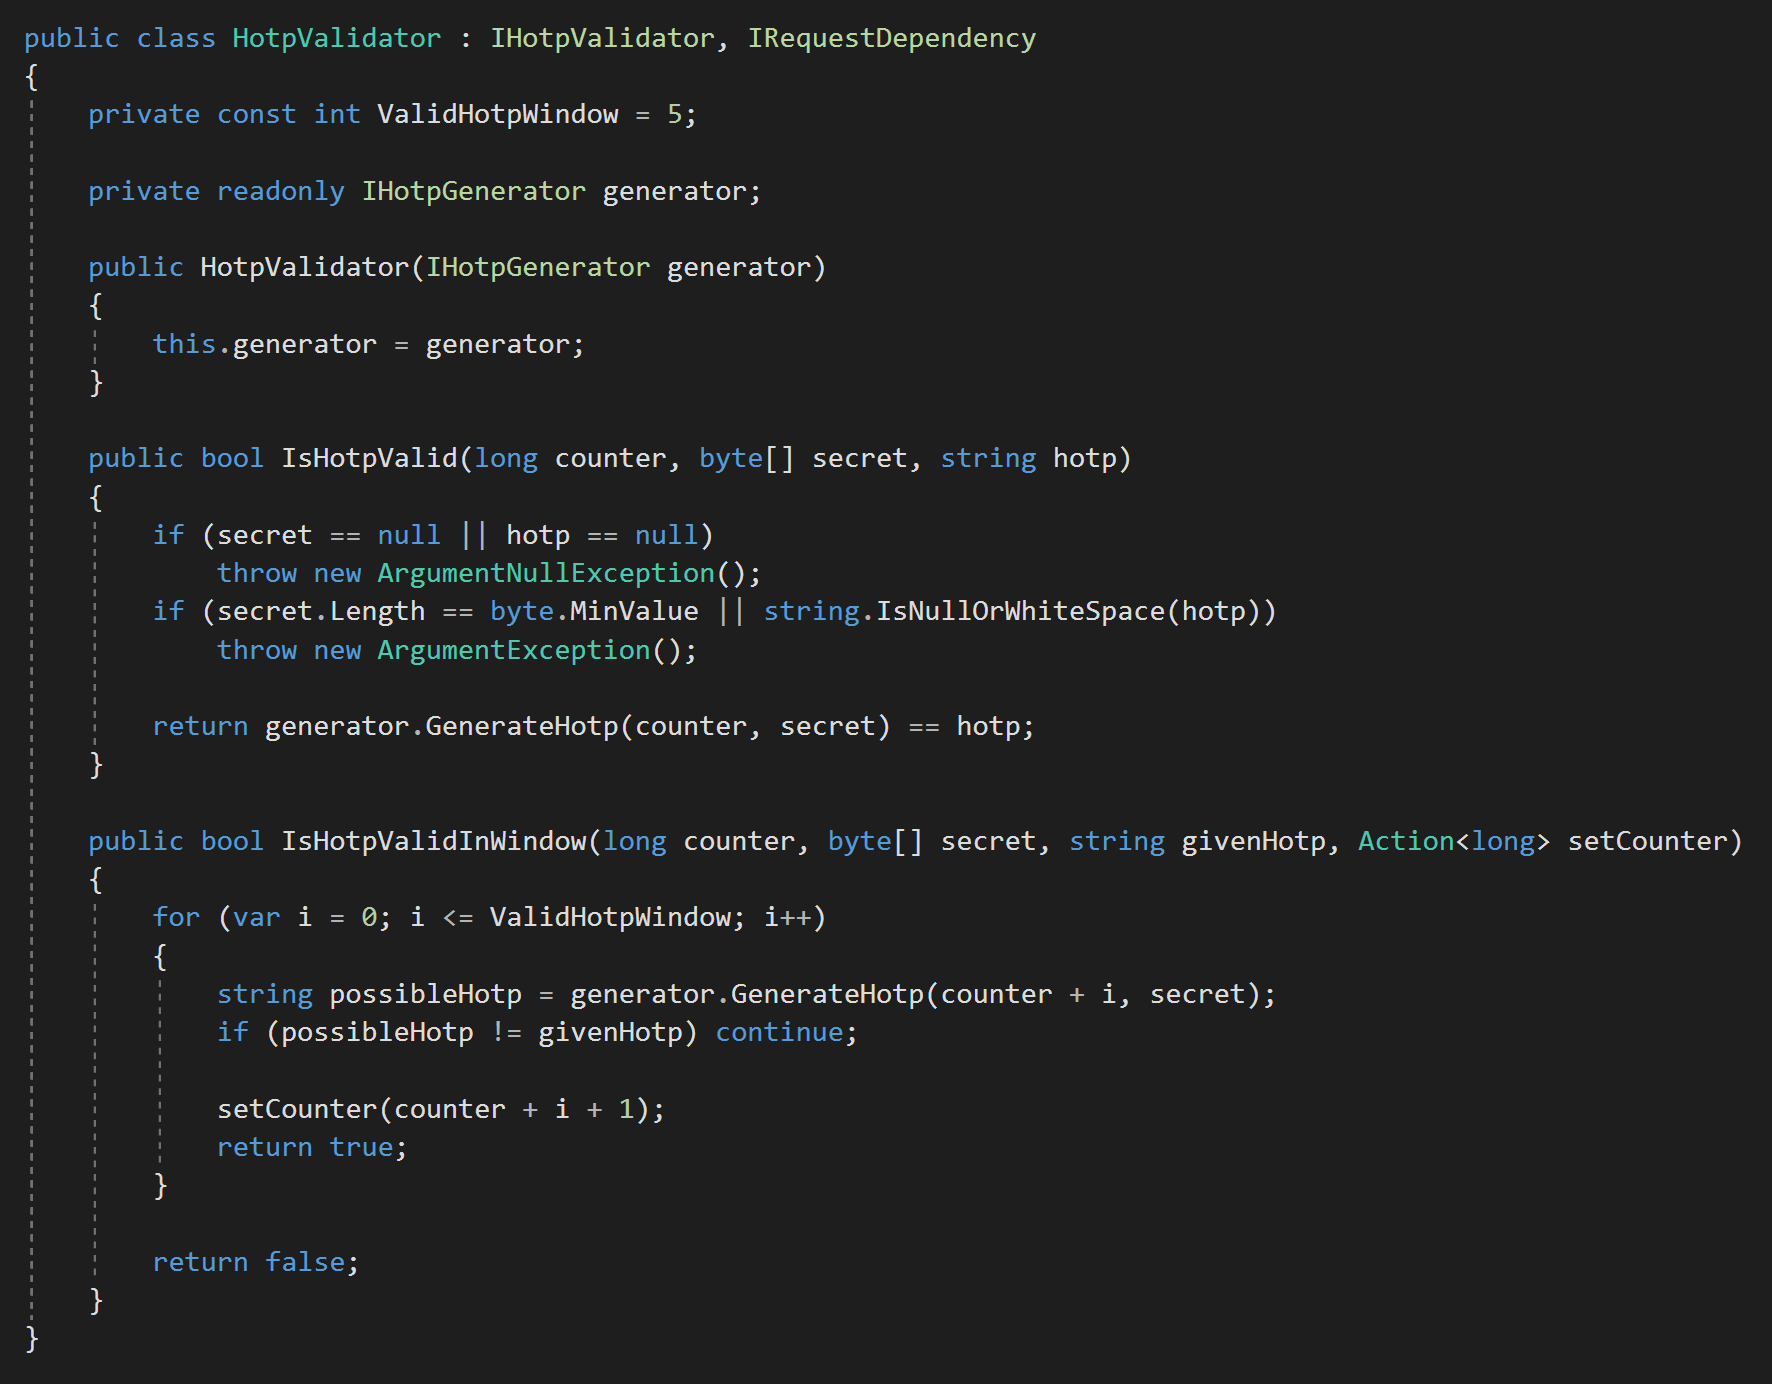 public class HotpValidator : IHotpValidator, IRequestDependency
{
    private const int ValidHotpWindow = 5;

    private readonly IHotpGenerator generator;

    public HotpValidator(IHotpGenerator generator)
    {
        this.generator = generator;
    }

    public bool IsHotpValid(long counter, byte[] secret, string hotp)
    {
        if (secret == null || hotp == null)
            throw new ArgumentNullException();
        if (secret.Length == byte.MinValue || string.IsNullOrWhiteSpace(hotp))
            throw new ArgumentException();

        return generator.GenerateHotp(counter, secret) == hotp;
    }

    public bool IsHotpValidInWindow(long counter, byte[] secret, string givenHotp, Action<long> setCounter)
    {
        for (var i = 0; i <= ValidHotpWindow; i++)
        {
            string possibleHotp = generator.GenerateHotp(counter + i, secret);
            if (possibleHotp != givenHotp) continue;

            setCounter(counter + i + 1);
            return true;
        }

        return false;
    }
}